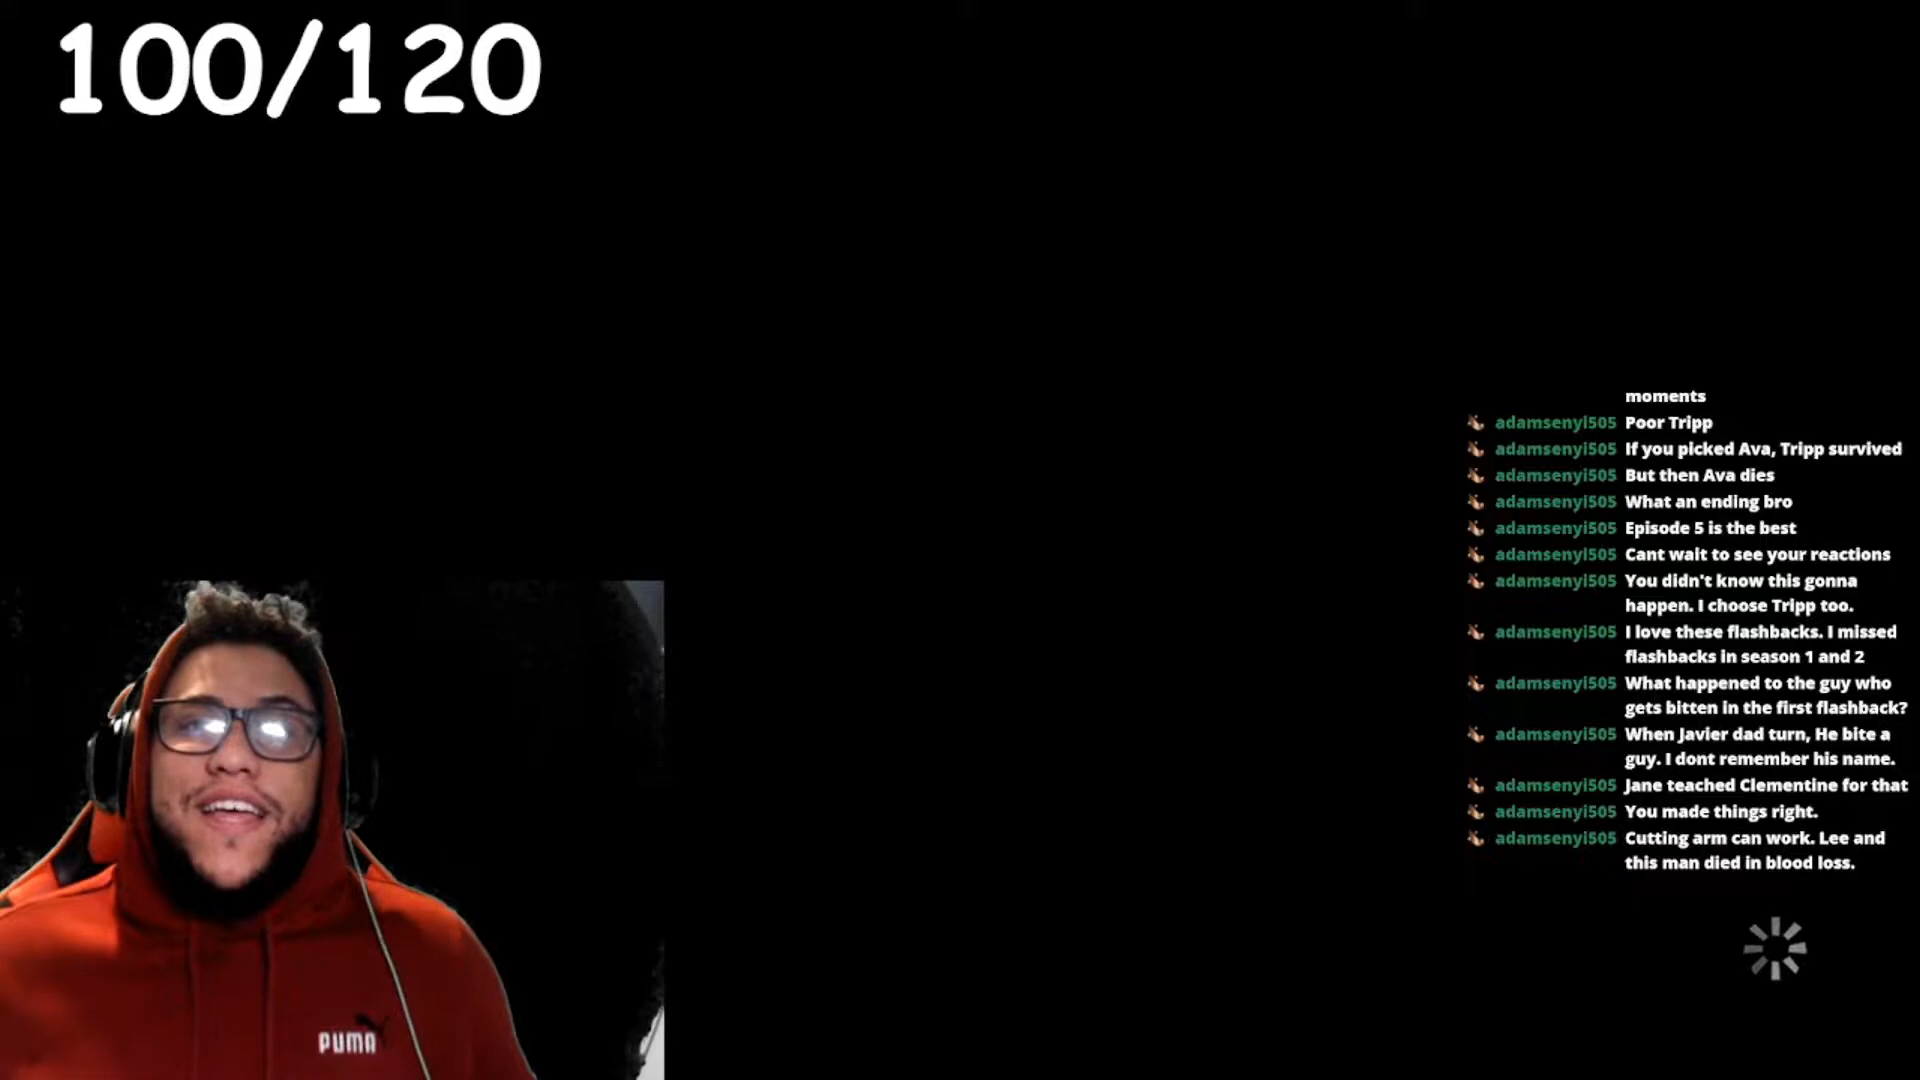 100/120
moments
adamsenyi505 Poor Tripp
adamsenyi505 If you picked Ava, Tripp survived
adamsenyi505 But then Ava dies
adamsenyi505 What an ending bro
adamsenyi505 Episode 5 is the best
adamsenyi505 Cant wait to see your reactions
adamsenyi505 You didn't know this gonna
happen. I choose Tripp too.
adamsenyi505 I love these flashbacks. I missed
flashbacks in season 1 and 2
adamsenyi505 What happened to the guy who
gets bitten in the first flashback?
adamsenyi505 When Javier dad turn, He bite a
guy. I dont remember his name.
adamsenyi505 Jane teached Clementine for that
adamsenyi505 You made things right.
adamsenyi505 Cutting arm can work. Lee and
this man died in blood loss.
PUMA